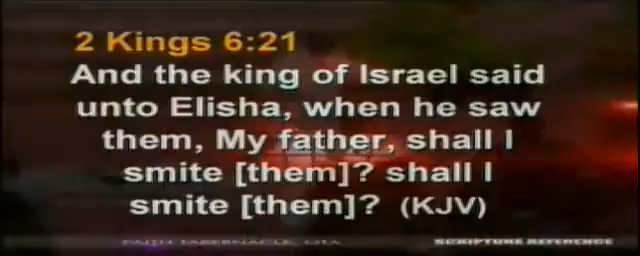 2 Kings 6:21
And the king of Israel said
unto Elisha, when he saw
them, My father, shall I
smite [them]? shall I
smite [them]? (KJV)
FAITH TABERNACLE, OTA
SCRIPTURE REFERENCE